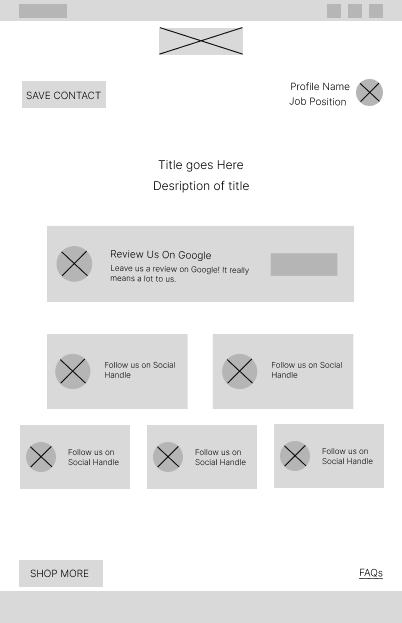 SAVE CONTACT
Profile Name
Job Position
Title goes Here
Desription of title
Review Us On Google
Leave us a review on Google! It really
means a lot to us.
Follow us on Social
Handle
Follow us on Social
Handle
Follow us on
Social Handle
Follow us on
Social Handle
Follow us on
Social Handle
SHOP MORE
FAQs